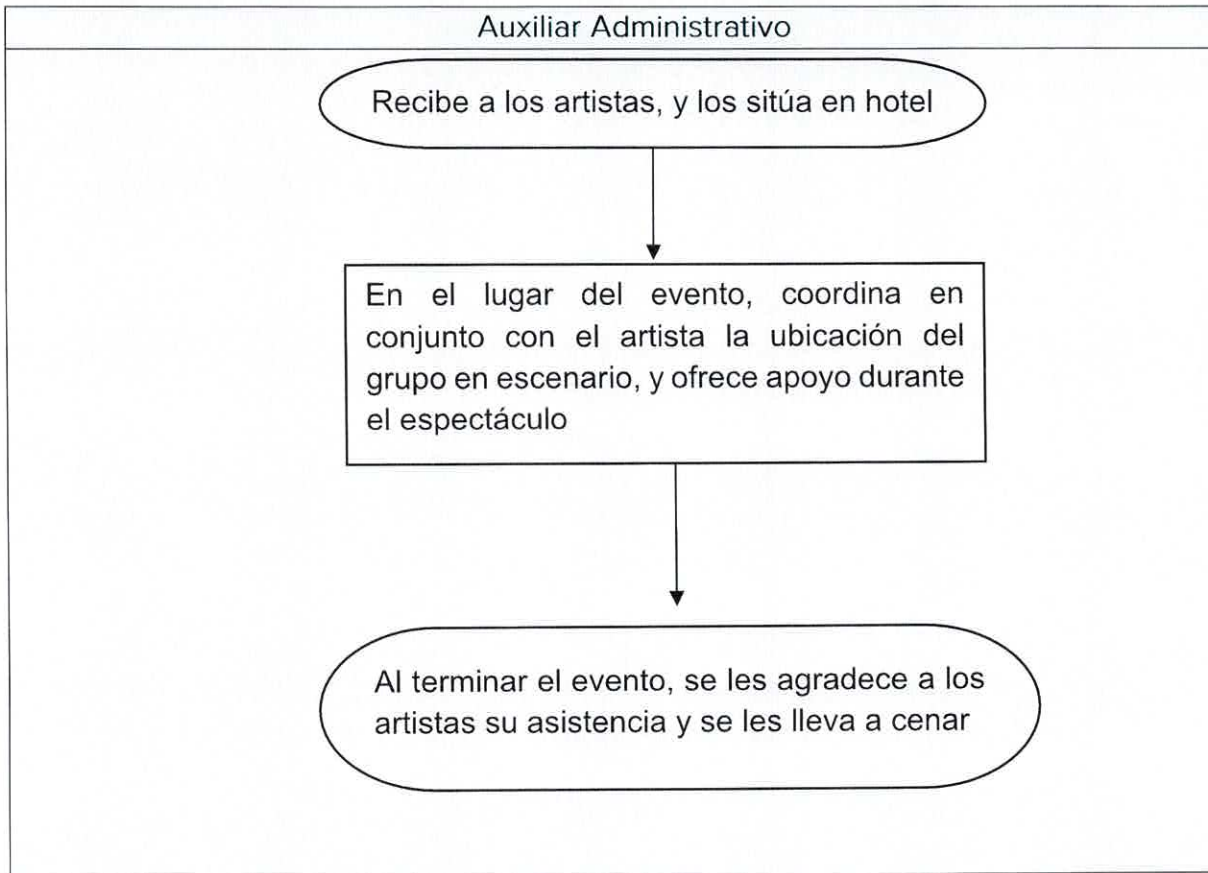 Auxiliar Administrativo
Recibe a los artistas, y los sitúa en hotel
En el lugar del evento, coordina en
conjunto con el artista la ubicación del
grupo en escenario, y ofrece apoyo durante
el espectáculo
Al terminar el evento, se les agradece a los
artistas su asistencia y se les lleva a cenar